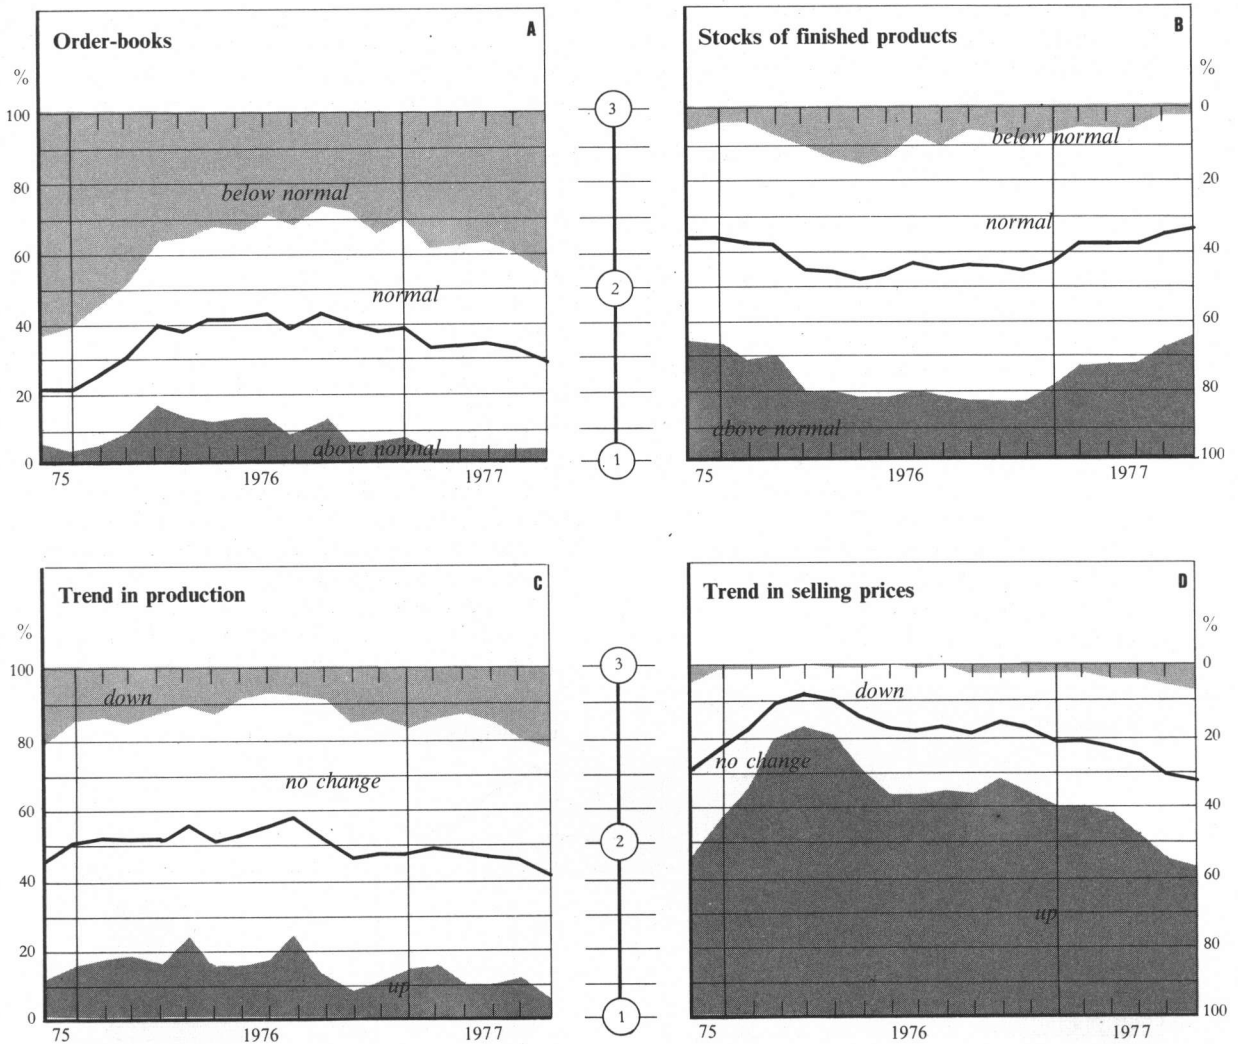 A
Order-books
%
100
below normal
80
60
normal
40
20
above normal
0
75 1976 1977
3
2
1
B
Stocks of finished products
%
0
below normal
20
normal
40
60
80
above normal
100
75 1976 1977
C
Trend in production
%
100
down
80
no change
60
40
20
up
0
75 1976 1977
3
2
1
D
Trend in selling prices
%
0
down
20
no change
40
60
up
80
100
75 1976 1977